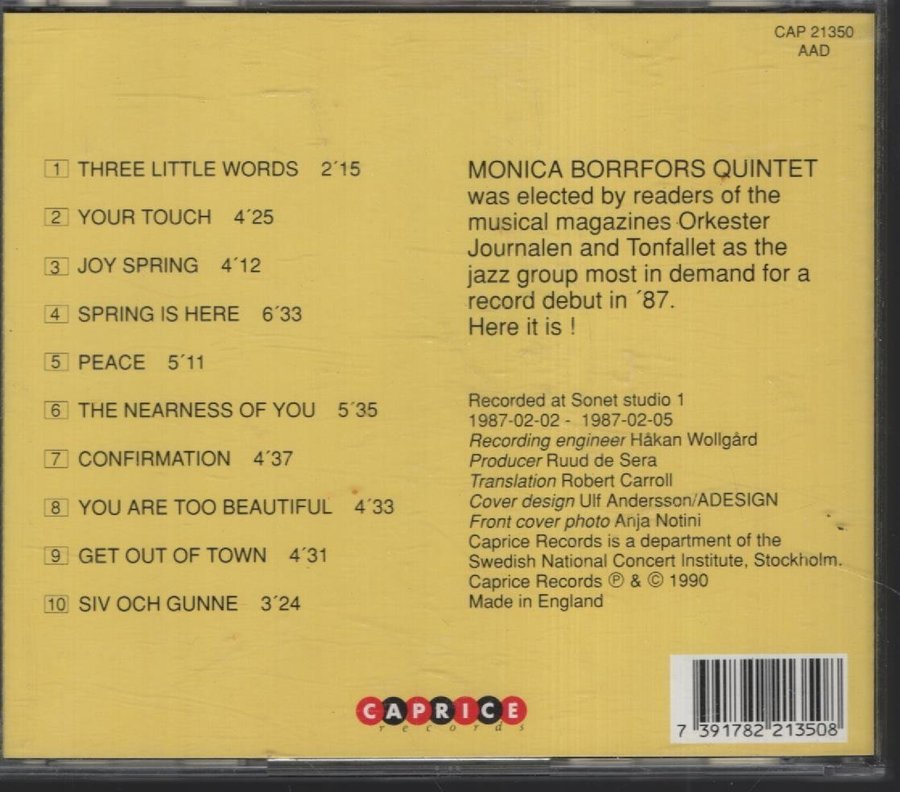 CAP 21350
AAD
1 THREE LITTLE WORDS 2´15
2 YOUR TOUCH 4´25
3 JOY SPRING 4´12
4 SPRING IS HERE 6´33
5 PEACE 5´11
6 THE NEARNESS OF YOU 5´35
7 CONFIRMATION 4´37
8 YOU ARE TOO BEAUTIFUL 4´33
9 GET OUT OF TOWN 4´31
10 SIV OCH GUNNE 3´24
MONICA BORRFORS QUINTET
was elected by readers of the
musical magazines Orkester
Journalen and Tonfallet as the
jazz group most in demand for a
record debut in ´87.
Here it is !
Recorded at Sonet studio 1
1987-02-02 - 1987-02-05
Recording engineer Håkan Wollgård
Producer Ruud de Sera
Translation Robert Carroll
Cover design Ulf Andersson/ADESIGN
Front cover photo Anja Notini
Caprice Records is a department of the
Swedish National Concert Institute, Stockholm.
Caprice Records ℗ & © 1990
Made in England
CAPRICE
records
7 391782 213508